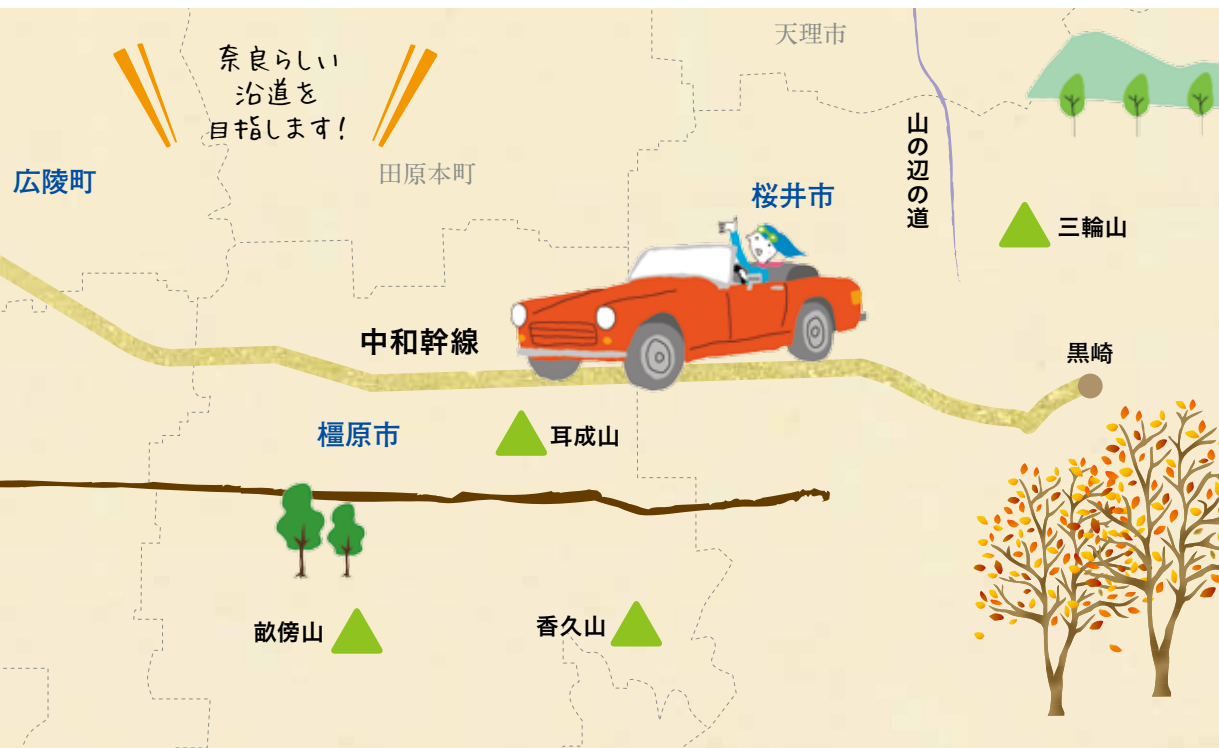 天理市
奈良らしい
沿道を
目指します!
田原本町
広陵町
桜井市
山の辺の道
三輪山
中和幹線
黒崎
橿原市
耳成山
畝傍山
香久山